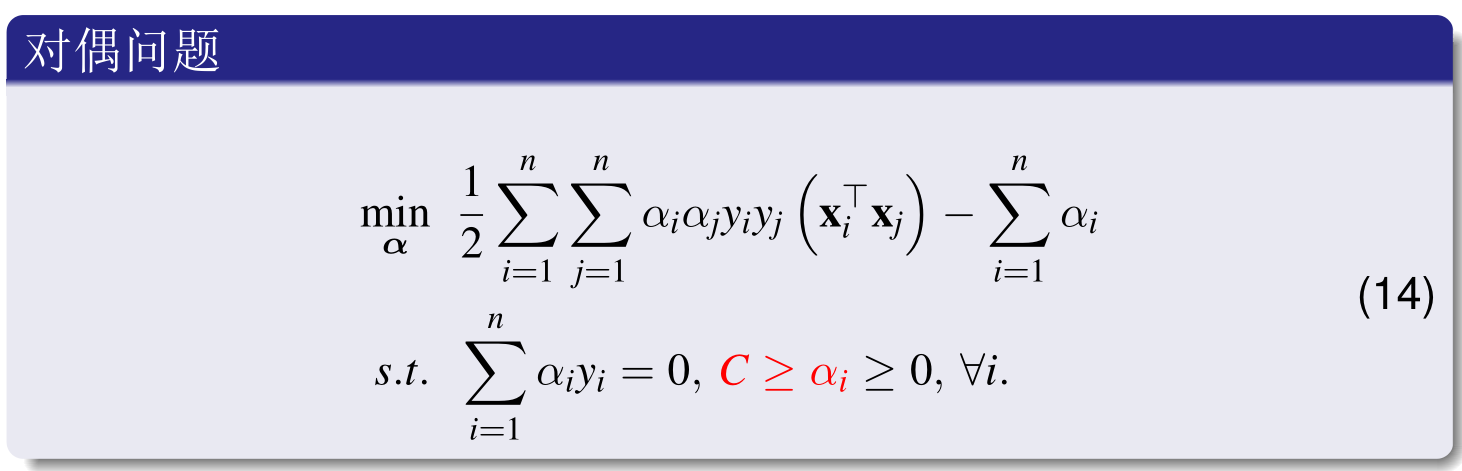 对偶问题
$\min_{\boldsymbol{\alpha}} \ \frac{1}{2} \sum_{i=1}^{n} \sum_{j=1}^{n} \alpha_i \alpha_j y_i y_j \left( \mathbf{x}_i^\top \mathbf{x}_j \right) - \sum_{i=1}^{n} \alpha_i$
(14)
$s.t. \ \sum_{i=1}^{n} \alpha_i y_i = 0, \ C \geq \alpha_i \geq 0, \ \forall i.$